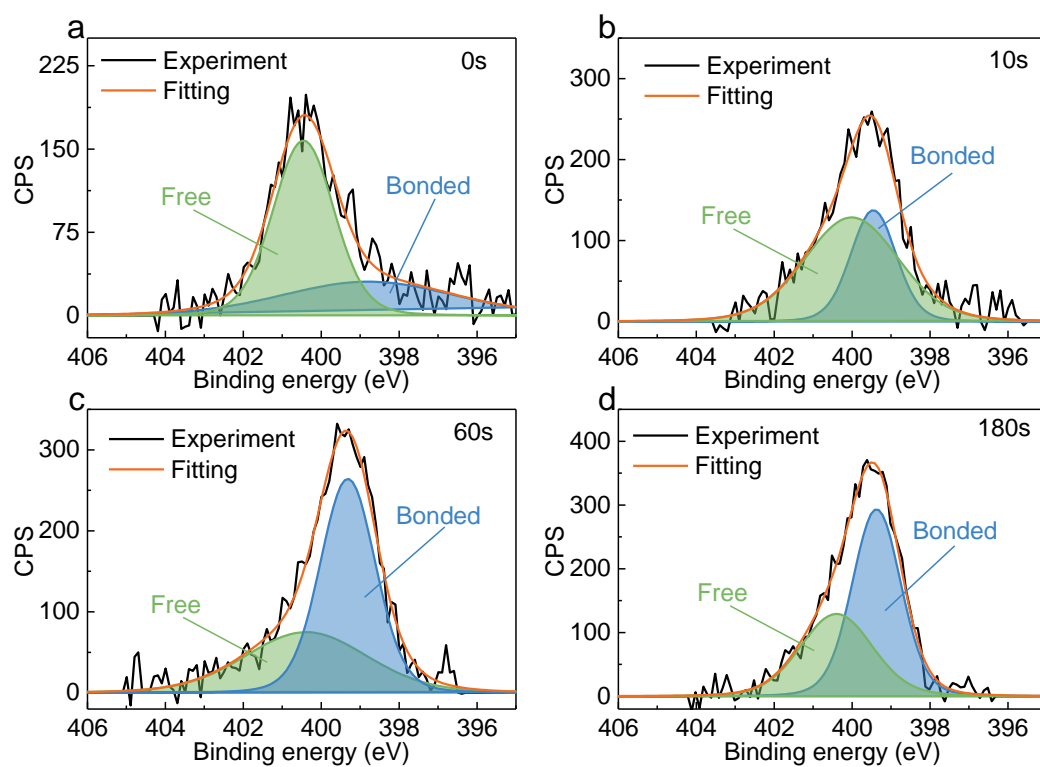 a
225
150
75
0
CPS
Experiment
Fitting
0s
Free
Bonded
406 404 402 400 398 396
Binding energy (eV)
b
300
200
100
0
CPS
Experiment
Fitting
10s
Free
Bonded
406 404 402 400 398 396
Binding energy (eV)
c
300
200
100
0
CPS
Experiment
Fitting
60s
Free
Bonded
406 404 402 400 398 396
Binding energy (eV)
d
400
300
200
100
0
CPS
Experiment
Fitting
180s
Free
Bonded
406 404 402 400 398 396
Binding energy (eV)